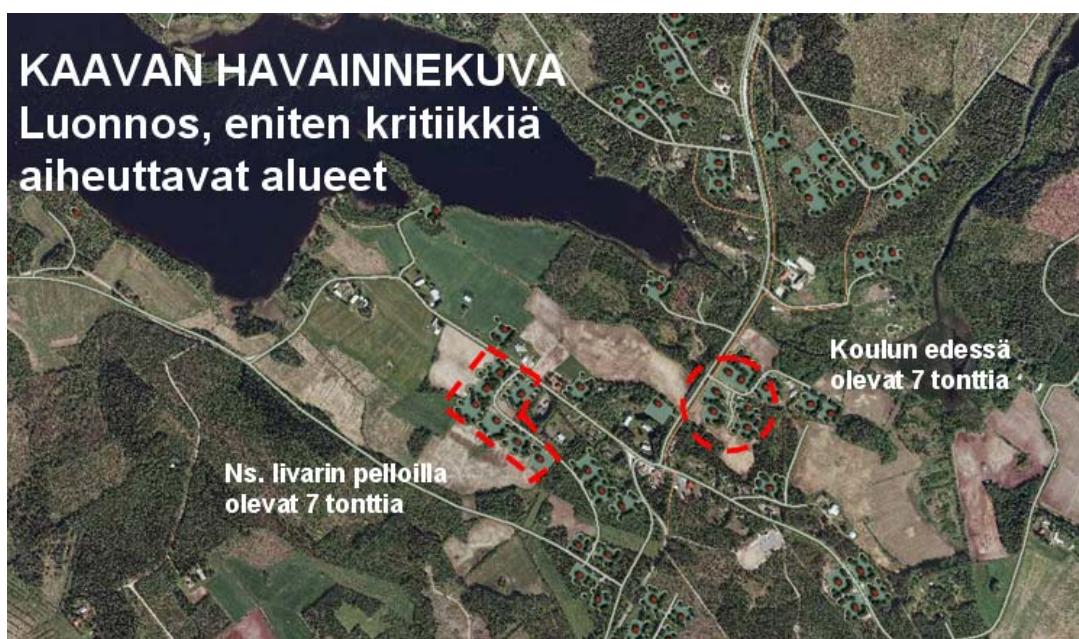 KAAVAN HAVAINNEKUVA
Luonnos, eniten kritiikkiä
aiheuttavat alueet
Koulun edessä
olevat 7 tonttia
Ns. Iivarin pelloilla
olevat 7 tonttia